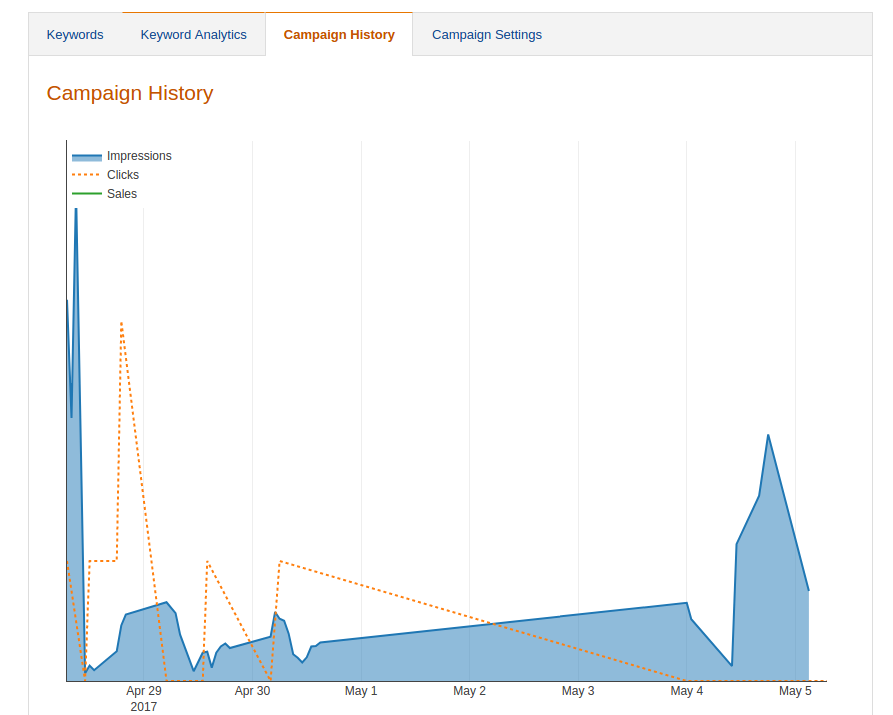 Keywords Keyword Analytics Campaign History Campaign Settings
Campaign History
Impressions
Clicks
Sales
Apr 29 Apr 30 May 1 May 2 May 3 May 4 May 5
2017